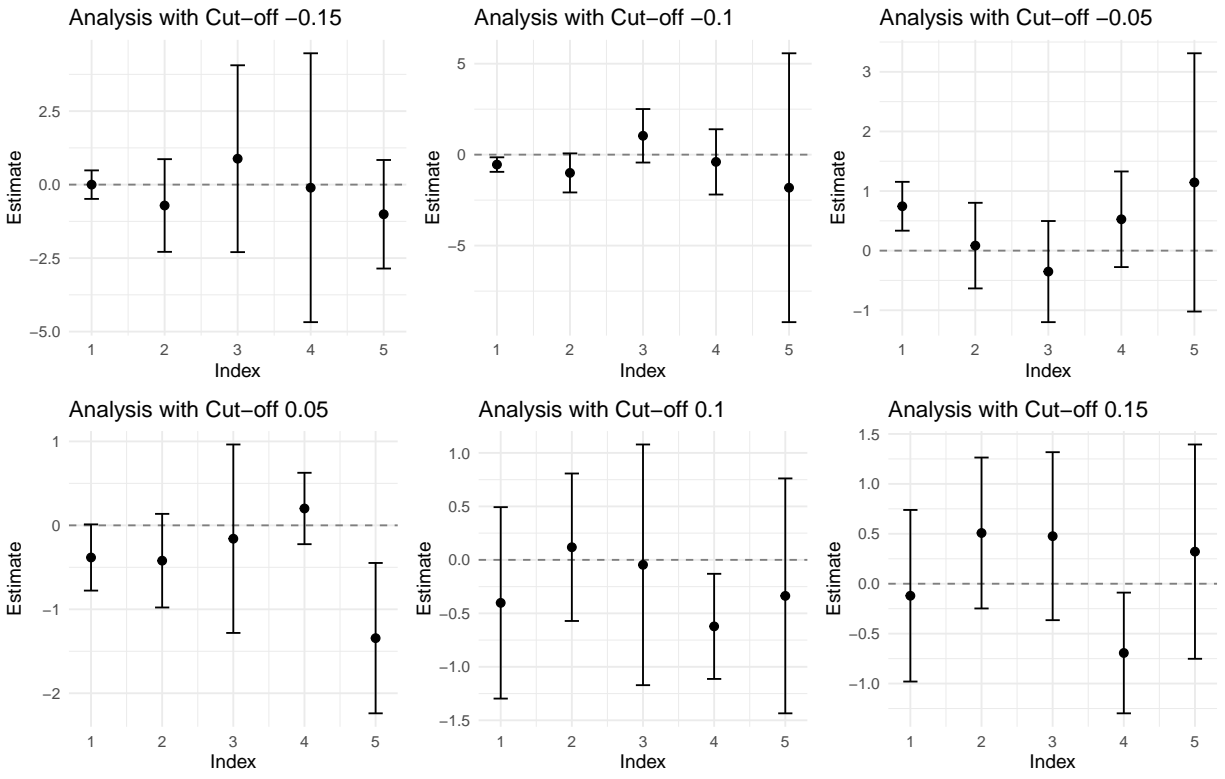 Analysis with Cut−off −0.15
Estimate
2.5
0.0
−2.5
−5.0
1 2 3 4 5
Index
Analysis with Cut−off −0.1
Estimate
5
0
−5
1 2 3 4 5
Index
Analysis with Cut−off −0.05
Estimate
3
2
1
0
−1
1 2 3 4 5
Index
Analysis with Cut−off 0.05
Estimate
1
0
−1
−2
1 2 3 4 5
Index
Analysis with Cut−off 0.1
Estimate
1.0
0.5
0.0
−0.5
−1.0
−1.5
1 2 3 4 5
Index
Analysis with Cut−off 0.15
Estimate
1.5
1.0
0.5
0.0
−0.5
−1.0
1 2 3 4 5
Index